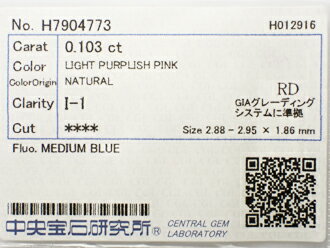 No. H7904773 H012916
Carat 0.103 ct
Color LIGHT PURPLISH PINK
ColorOrigin NATURAL
RD
Clarity I-1
GIAグレーディング
システムに準拠
Cut ****
Size 2.88 - 2.95 × 1.86 mm
Fluo. MEDIUM BLUE
中央宝石研究所® CENTRAL GEM
LABORATORY